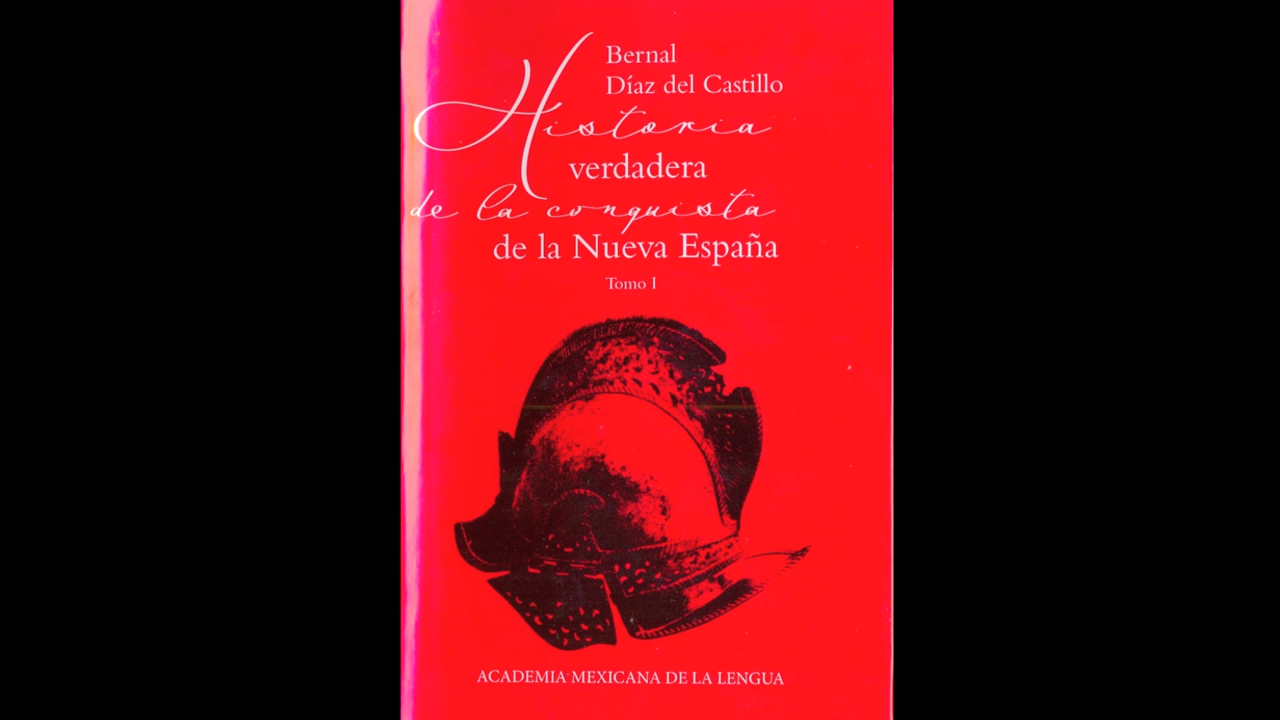 Bernal
Díaz del Castillo
Historia
verdadera
de la conquista
de la Nueva España
Tomo I
ACADEMIA MEXICANA DE LA LENGUA